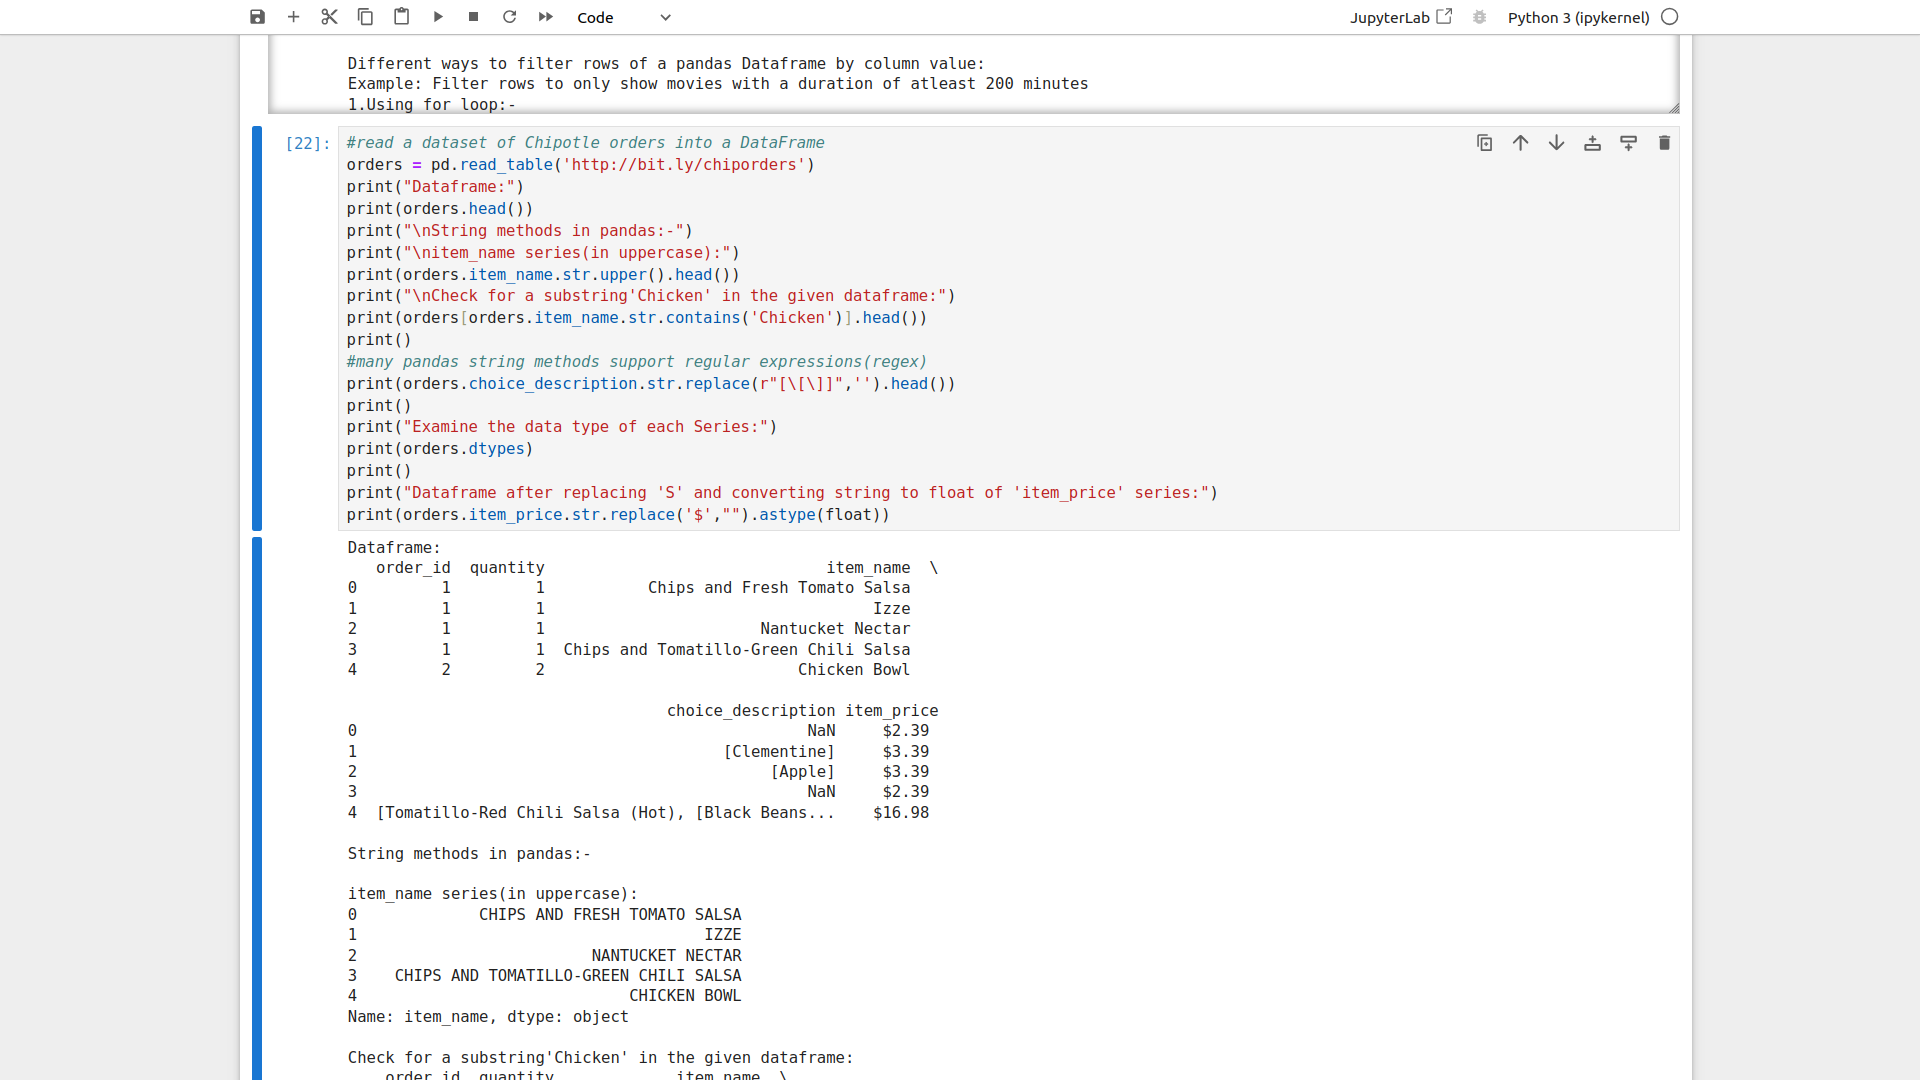 Code
JupyterLab
Python 3 (ipykernel)
Different ways to filter rows of a pandas Dataframe by column value:
Example: Filter rows to only show movies with a duration of atleast 200 minutes
1.Using for loop:-
[22]:
#read a dataset of Chipotle orders into a DataFrame
orders = pd.read_table('http://bit.ly/chiporders')
print("Dataframe:")
print(orders.head())
print("\nString methods in pandas:-")
print("\nitem_name series(in uppercase):")
print(orders.item_name.str.upper().head())
print("\nCheck for a substring'Chicken' in the given dataframe:")
print(orders[orders.item_name.str.contains('Chicken')].head())
print()
#many pandas string methods support regular expressions(regex)
print(orders.choice_description.str.replace(r"[\[\]]",'').head())
print()
print("Examine the data type of each Series:")
print(orders.dtypes)
print()
print("Dataframe after replacing 'S' and converting string to float of 'item_price' series:")
print(orders.item_price.str.replace('$',"").astype(float))
Dataframe:
   order_id  quantity                              item_name  \
0         1         1           Chips and Fresh Tomato Salsa
1         1         1                                   Izze
2         1         1                       Nantucket Nectar
3         1         1  Chips and Tomatillo-Green Chili Salsa
4         2         2                           Chicken Bowl
                                  choice_description item_price
0                                                NaN     $2.39
1                                       [Clementine]     $3.39
2                                            [Apple]     $3.39
3                                                NaN     $2.39
4  [Tomatillo-Red Chili Salsa (Hot), [Black Beans...    $16.98
String methods in pandas:-
item_name series(in uppercase):
0             CHIPS AND FRESH TOMATO SALSA
1                                     IZZE
2                         NANTUCKET NECTAR
3    CHIPS AND TOMATILLO-GREEN CHILI SALSA
4                             CHICKEN BOWL
Name: item_name, dtype: object
Check for a substring'Chicken' in the given dataframe:
    order_id  quantity             item_name  \